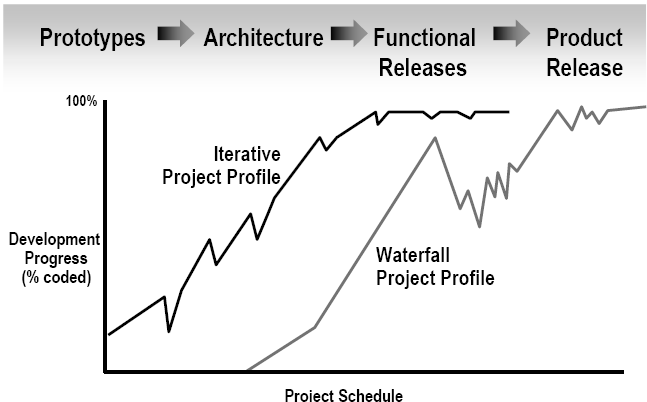 Prototypes Architecture Functional Releases Product Release
100%
Iterative
Project Profile
Development
Progress
(% coded)
Waterfall
Project Profile
Project Schedule